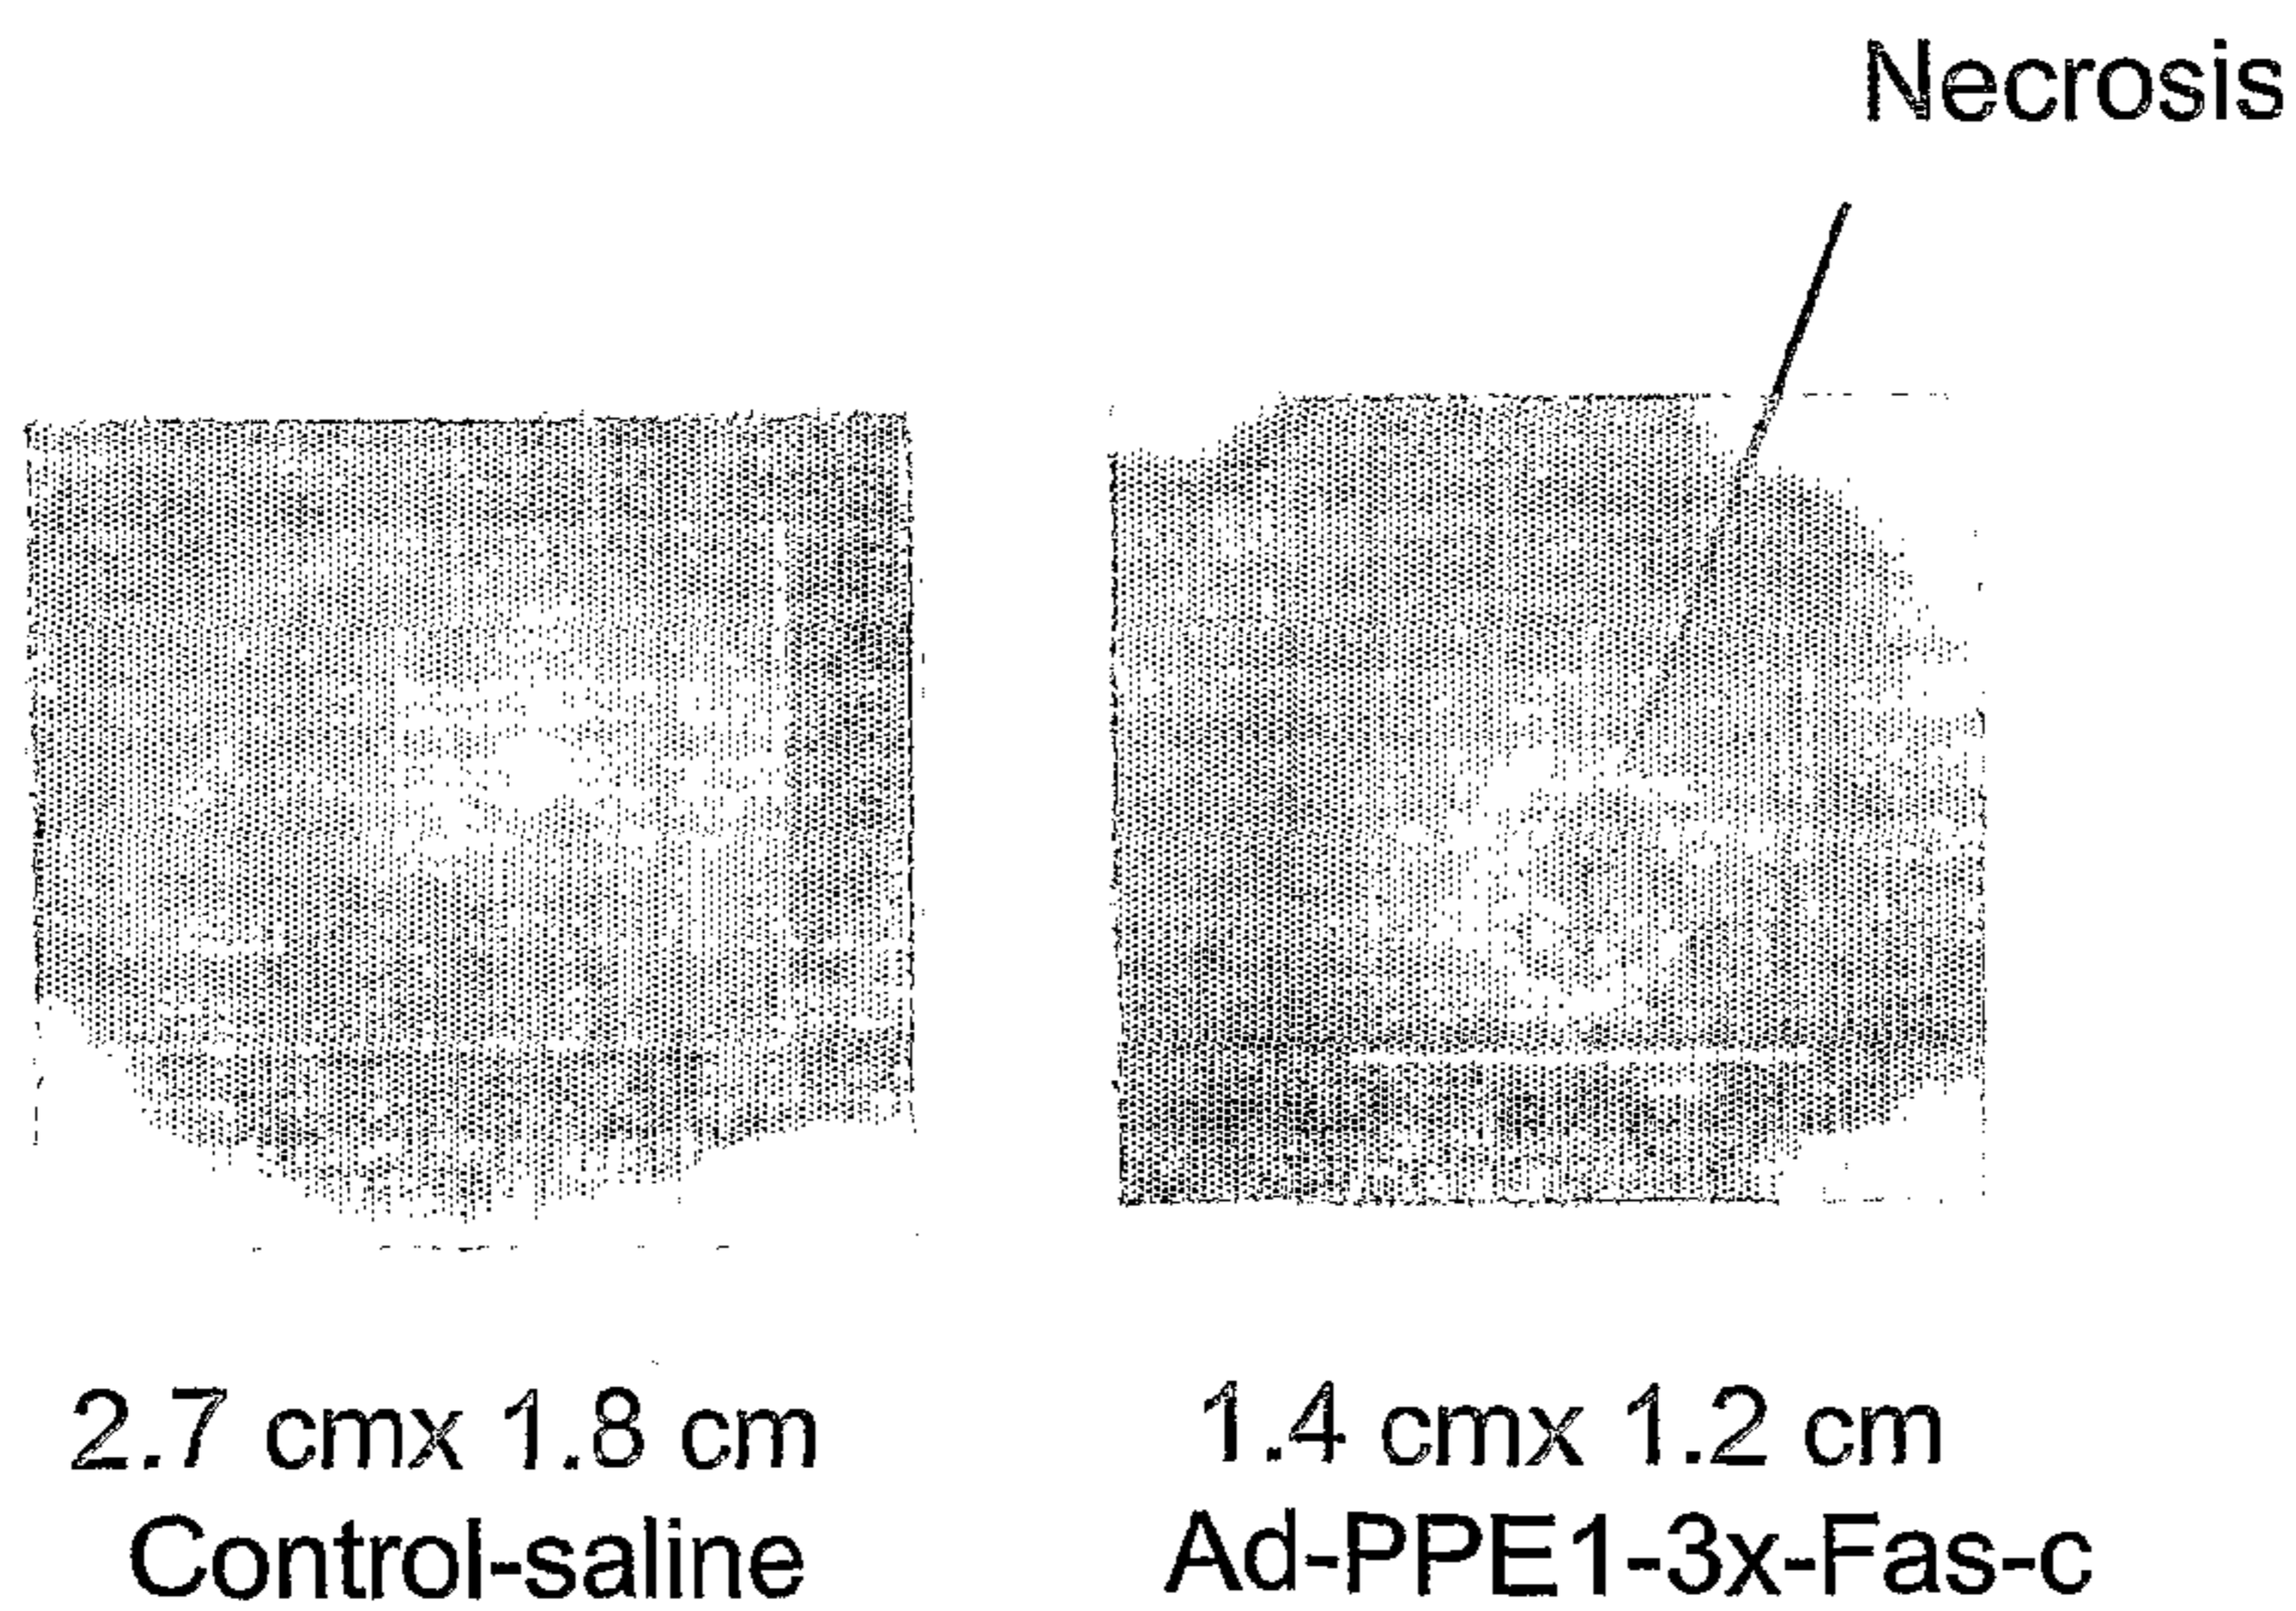 Necrosis
2.7 cmx 1.8 cm
Control-saline
1.4 cmx 1.2 cm
Ad-PPE1-3x-Fas-c